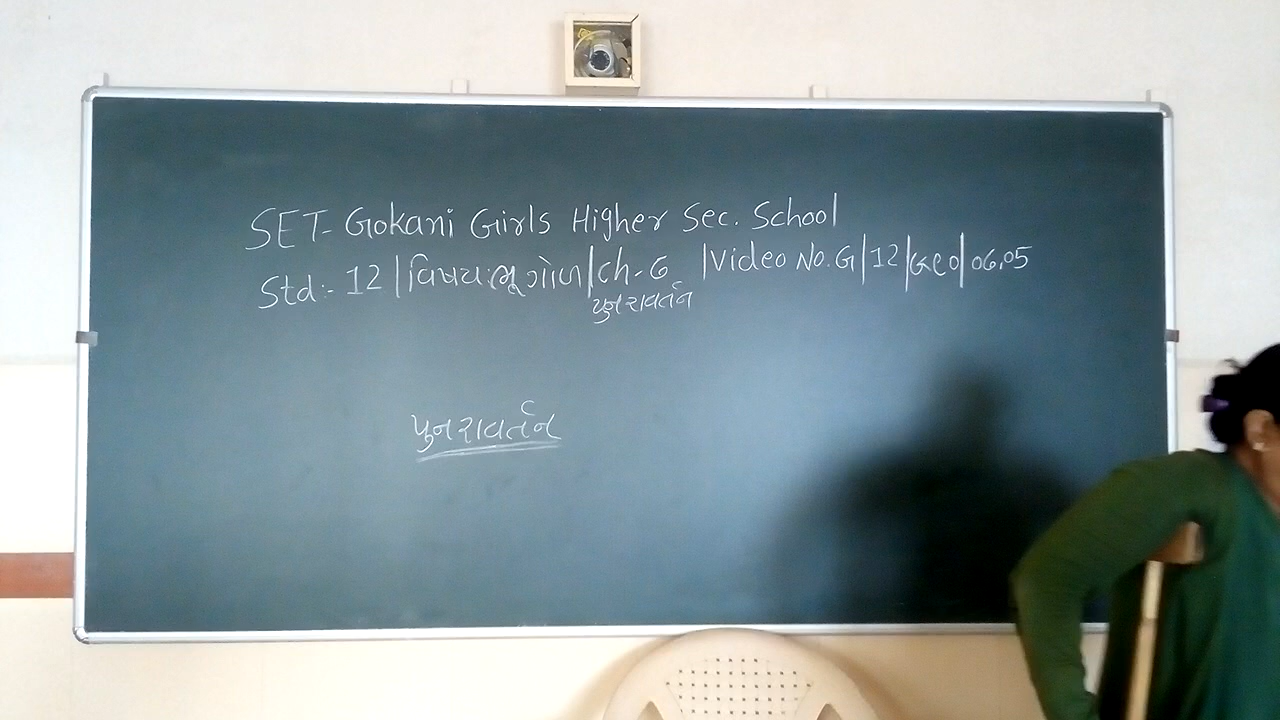 SET- Gokani Girls Higher Sec. School
Std:- 12 | વિષય: ભૂગોળ | Ch-6 | Video No. G | 12 | Geo | 06.05
પુનરાવર્તન
પુનરાવર્તન